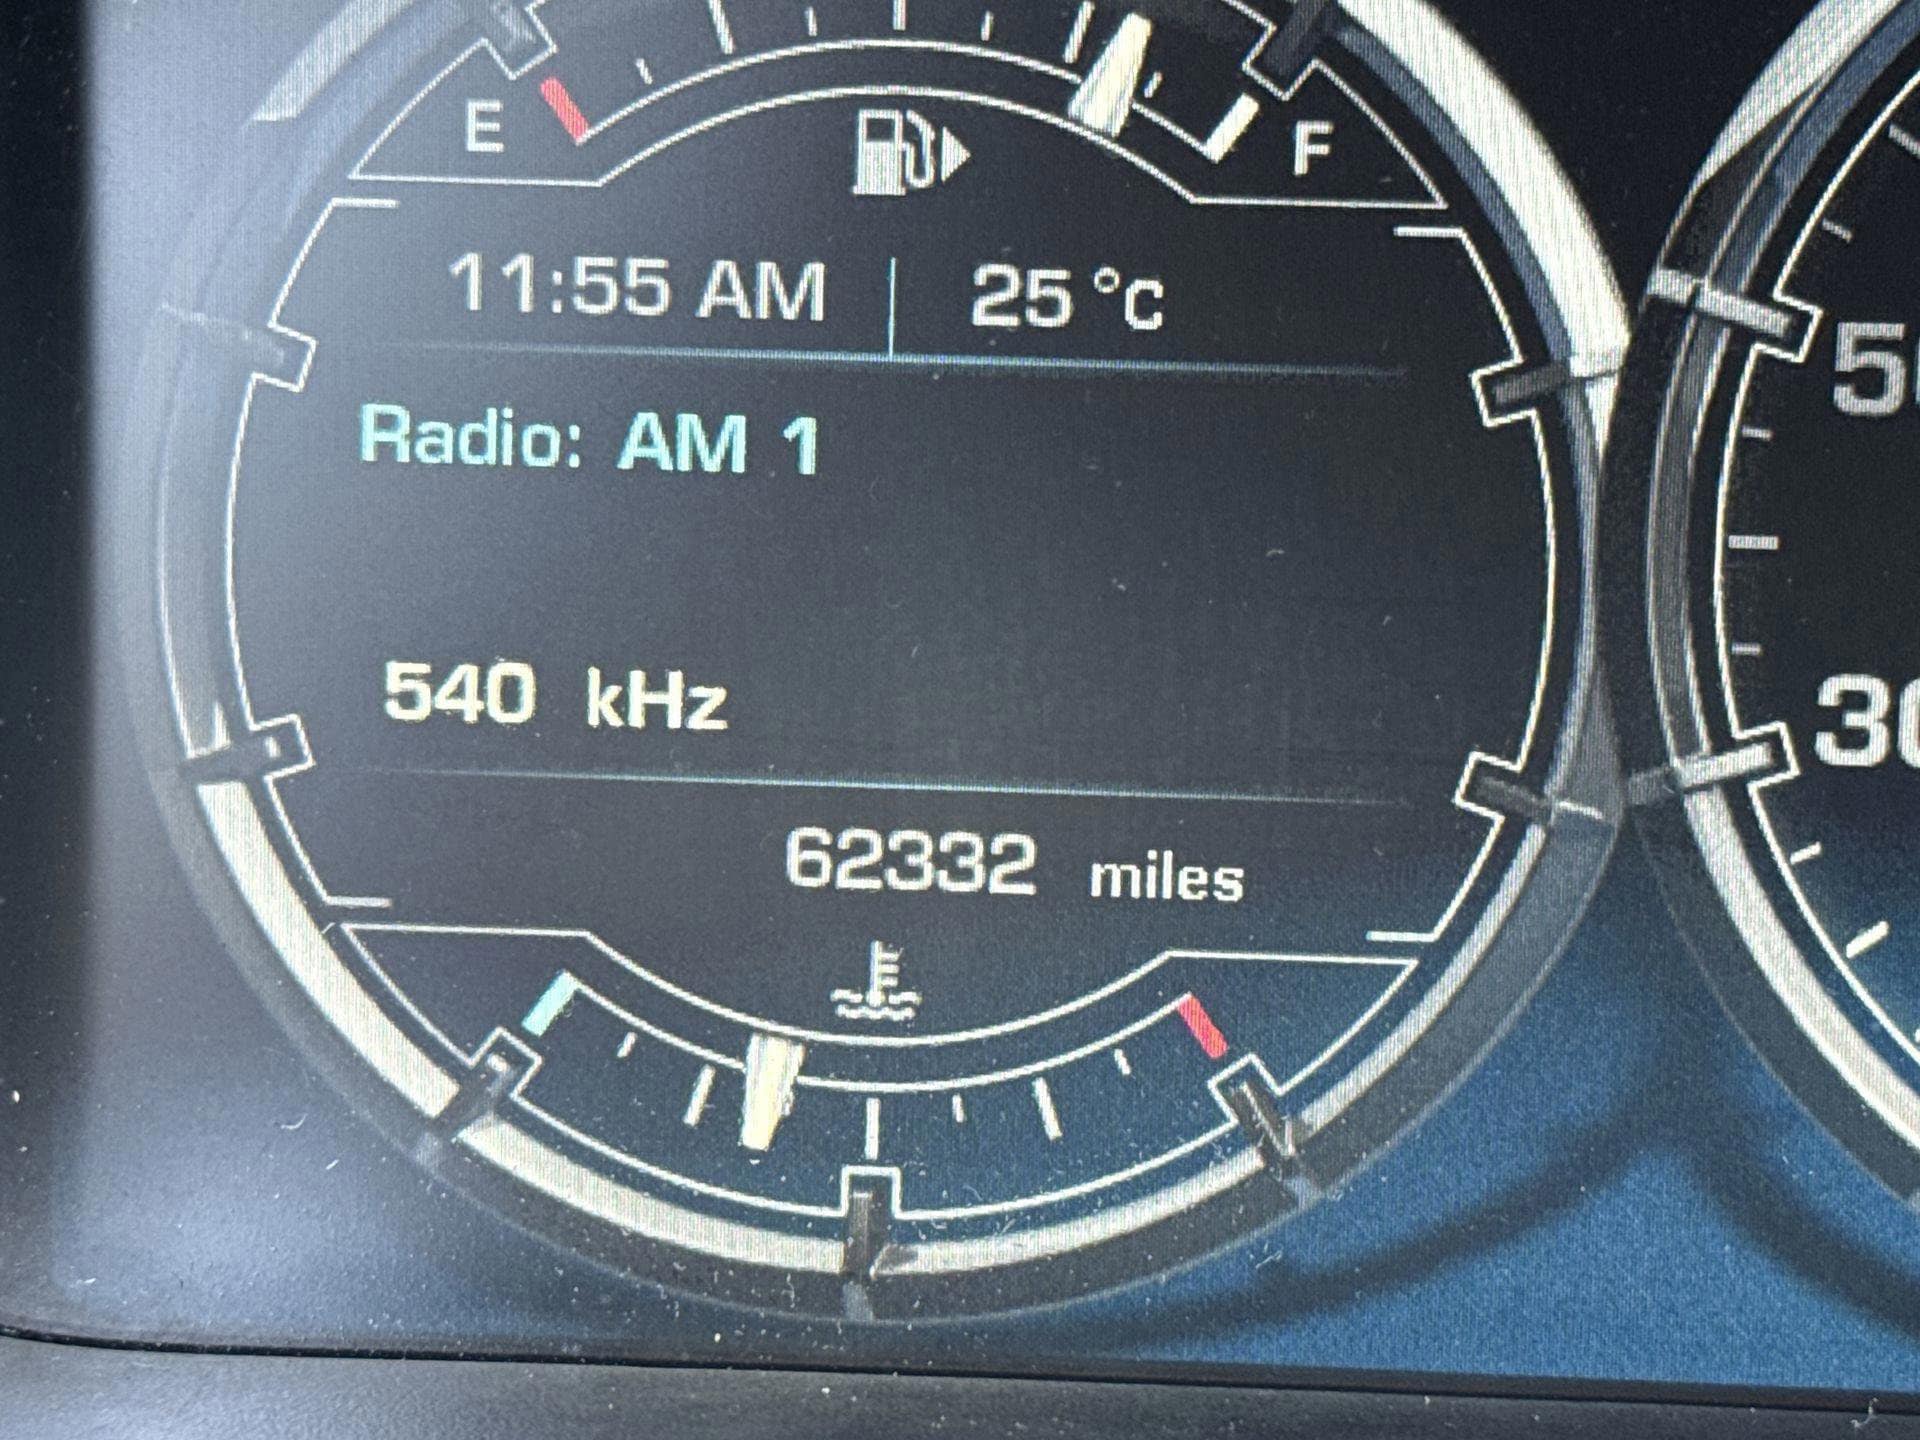 E F
11:55 AM 25 °C
Radio: AM 1
540 kHz
62332 miles